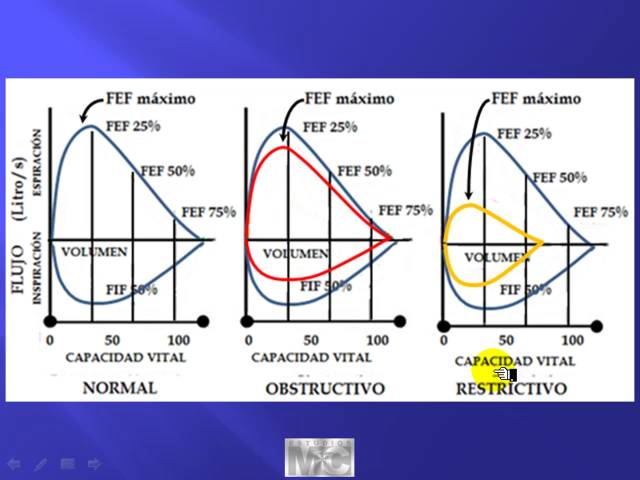 FEF máximo
FEF 25%
FEF 50%
FEF 75%
VOLUMEN
FIF 50%
FLUJO (Litro/s)
ESPIRACIÓN
INSPIRACIÓN
0 50 100
CAPACIDAD VITAL
NORMAL
FEF máximo
FEF 25%
FEF 50%
FEF 75%
VOLUMEN
FIF 50%
0 50 100
CAPACIDAD VITAL
OBSTRUCTIVO
FEF máximo
FEF 25%
FEF 50%
FEF 75%
VOLUMEN
FIF 50%
0 50 100
CAPACIDAD VITAL
RESTRICTIVO
ESTUDIOS
MC